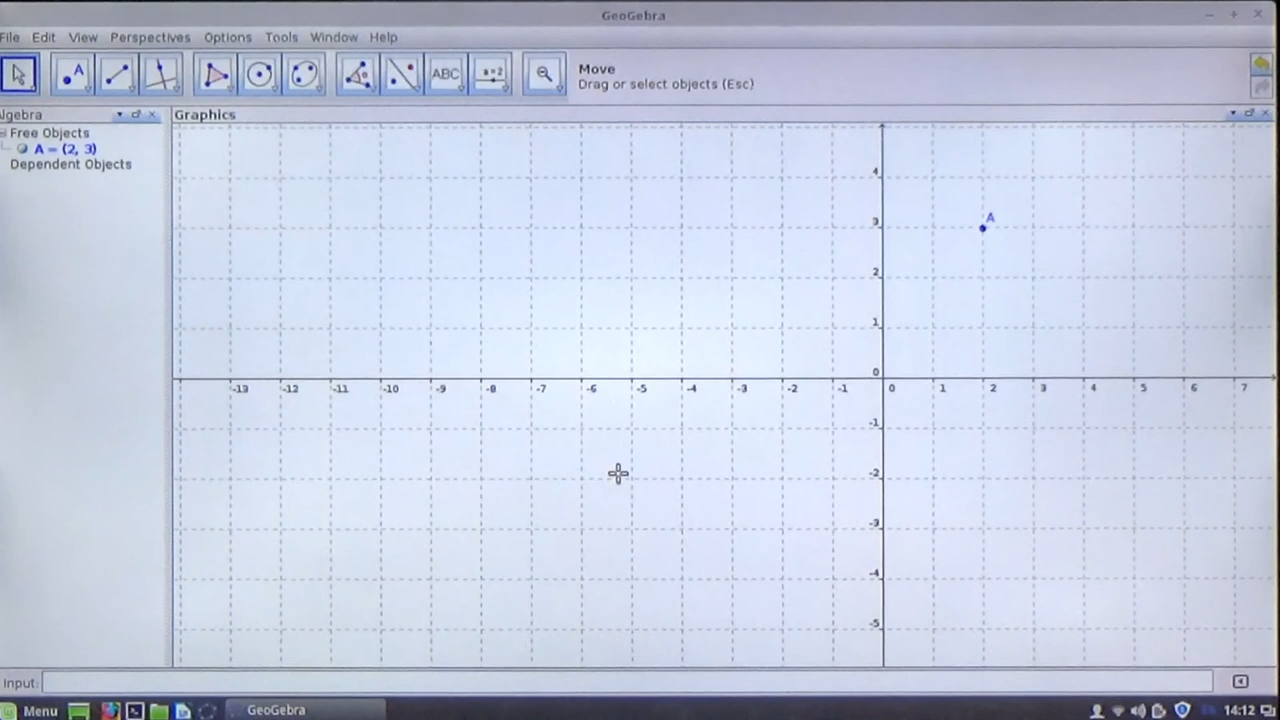 GeoGebra
File Edit View Perspectives Options Tools Window Help
A
ABC
a=2
Move
Drag or select objects (Esc)
lgebra
Graphics
Free Objects
A = (2, 3)
Dependent Objects
4
A
3
2
1
0
-13 -12 -11 -10 -9 -8 -7 -6 -5 -4 -3 -2 -1 0 1 2 3 4 5 6 7
-1
-2
-3
-4
-5
Input:
Menu GeoGebra 14:12